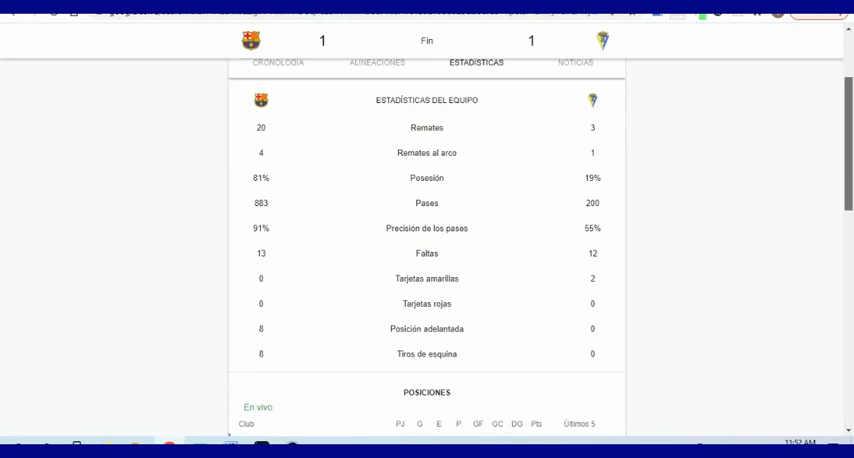 1 Fin 1
CRONOLOGÍA ALINEACIONES ESTADÍSTICAS NOTICIAS
ESTADÍSTICAS DEL EQUIPO
20 Remates 3
4 Remates al arco 1
81% Posesión 19%
883 Pases 200
91% Precisión de los pases 55%
13 Faltas 12
0 Tarjetas amarillas 2
0 Tarjetas rojas 0
8 Posición adelantada 0
8 Tiros de esquina 0
POSICIONES
En vivo
Club PJ G E P GF GC DG Pts Últimos 5
11:52 AM